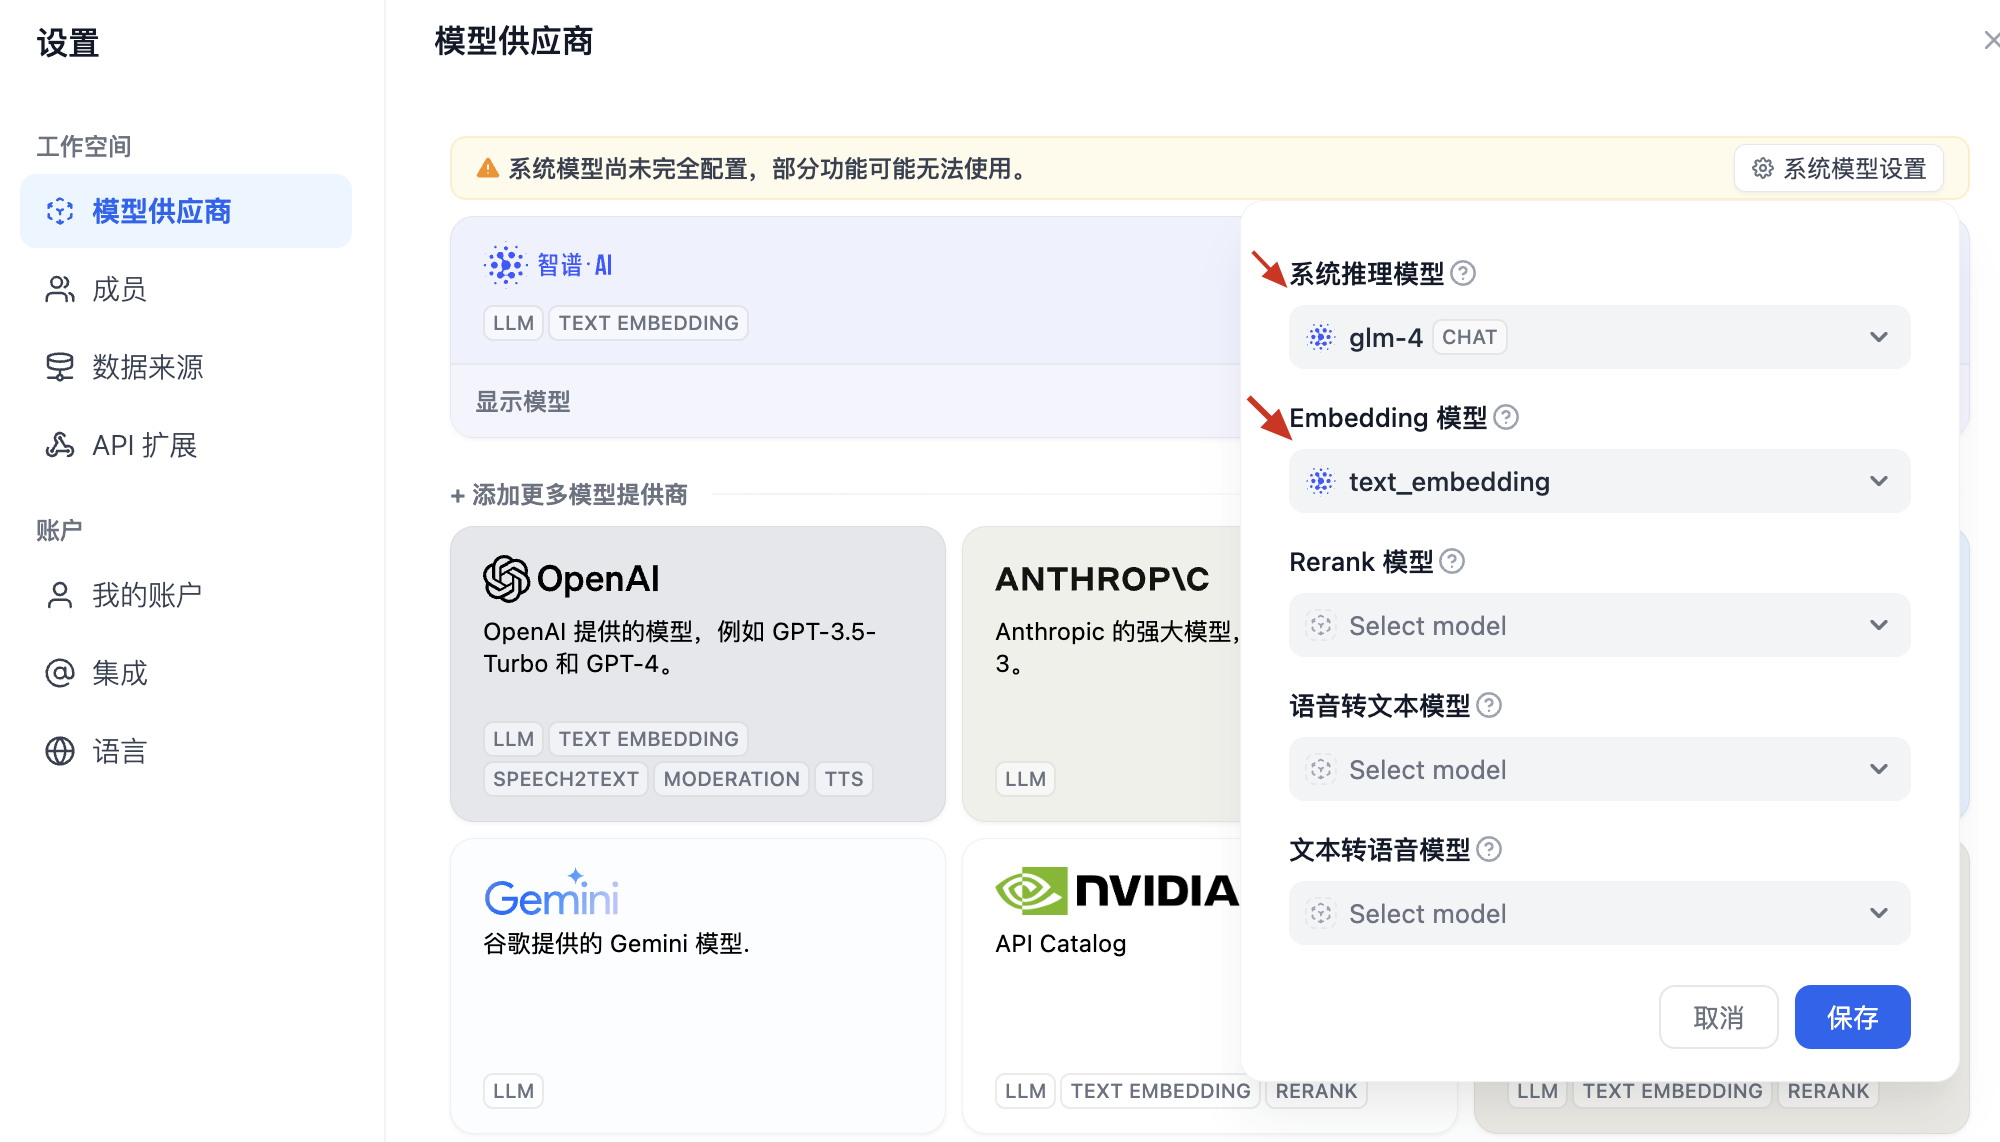 设置
工作空间
模型供应商
成员
数据来源
API 扩展
账户
我的账户
集成
语言
模型供应商
系统模型尚未完全配置，部分功能可能无法使用。
系统模型设置
智谱·AI
LLM TEXT EMBEDDING
显示模型
+ 添加更多模型提供商
OpenAI
OpenAI 提供的模型，例如 GPT-3.5-
Turbo 和 GPT-4。
LLM TEXT EMBEDDING
SPEECH2TEXT MODERATION TTS
ANTHROP\C
Anthropic 的强大模型，
3。
LLM
Gemini
谷歌提供的 Gemini 模型.
LLM
NVIDIA
API Catalog
LLM TEXT EMBEDDING RERANK
LLM TEXT EMBEDDING RERANK
系统推理模型
glm-4 CHAT
Embedding 模型
text_embedding
Rerank 模型
Select model
语音转文本模型
Select model
文本转语音模型
Select model
取消 保存